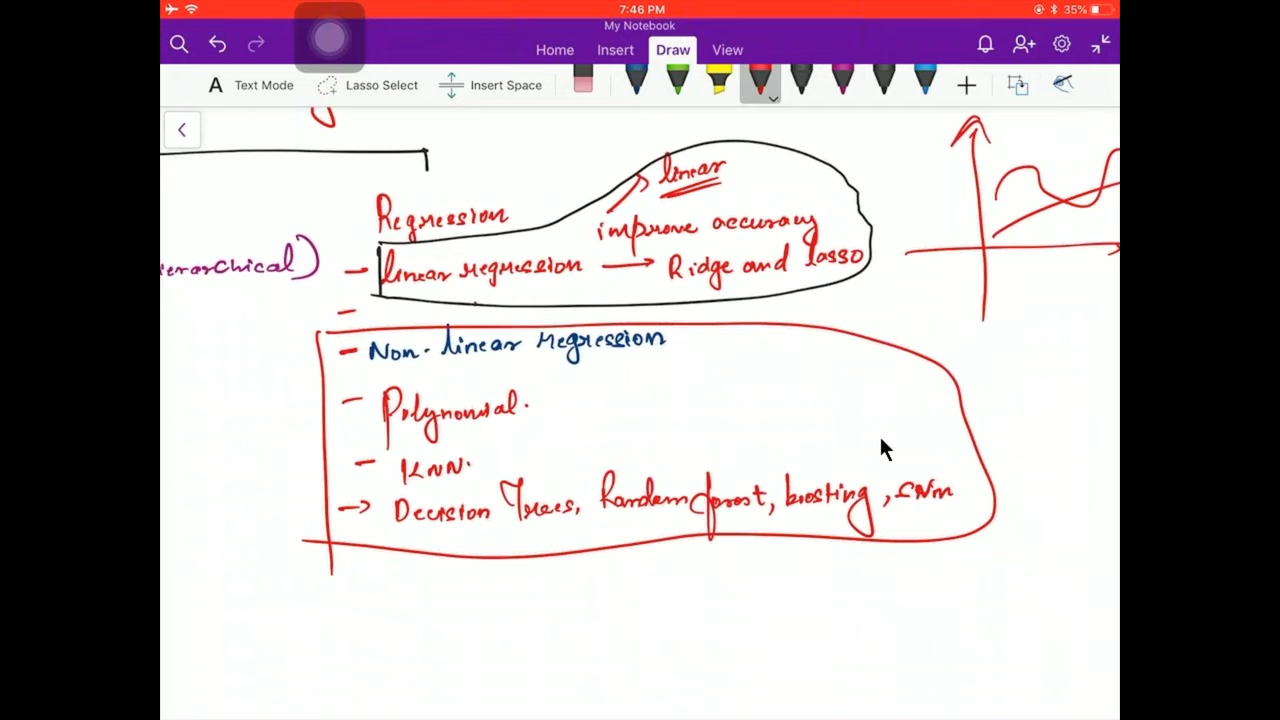 7:46 PM
35%
My Notebook
Home Insert Draw View
A Text Mode Lasso Select Insert Space
linear
Regression
improve accuracy
erarchical)
linear regression → Ridge and lasso
- Non-linear regression
- Polynomial.
- KNN.
→ Decision Trees, Random forest, boosting, SVM